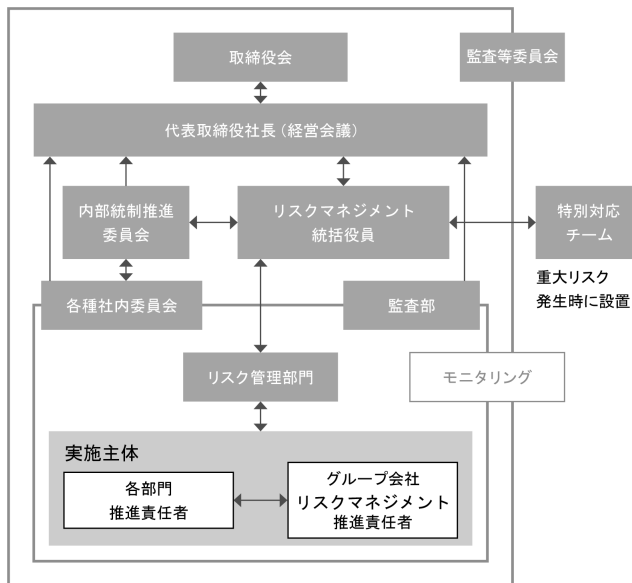 取締役会
監査等委員会
代表取締役社長（経営会議）
内部統制推進
委員会
リスクマネジメント
統括役員
特別対応
チーム
重大リスク
発生時に設置
各種社内委員会
監査部
リスク管理部門
モニタリング
実施主体
各部門
推進責任者
グループ会社
リスクマネジメント
推進責任者